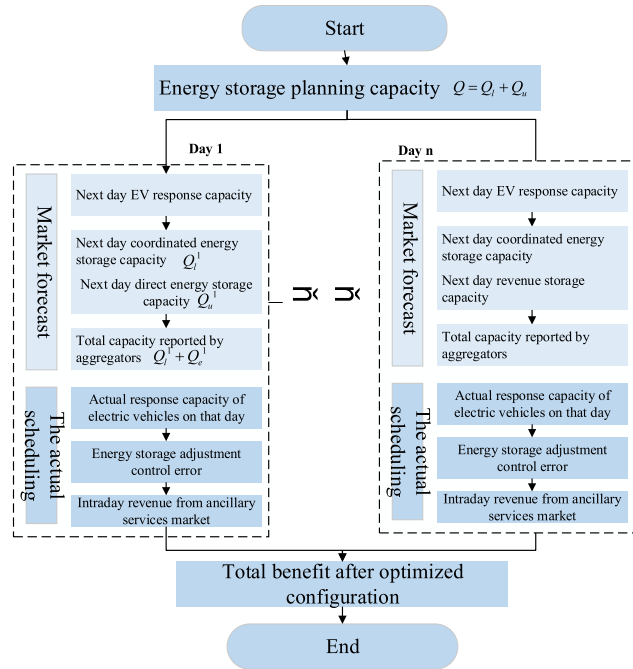 Start
Energy storage planning capacity Q = Q_l + Q_u
Day 1
Market forecast
Next day EV response capacity
Next day coordinated energy
storage capacity Q_l^1
Next day direct energy storage
capacity Q_u^1
Total capacity reported by
aggregators Q_l^1 + Q_e^1
The actual
scheduling
Actual response capacity of
electric vehicles on that day
Energy storage adjustment
control error
Intraday revenue from ancillary
services market
Day n
Market forecast
Next day EV response capacity
Next day coordinated energy
storage capacity
Next day revenue storage
capacity
Total capacity reported by
aggregators
The actual
scheduling
Actual response capacity of
electric vehicles on that day
Energy storage adjustment
control error
Intraday revenue from ancillary
services market
Total benefit after optimized
configuration
End